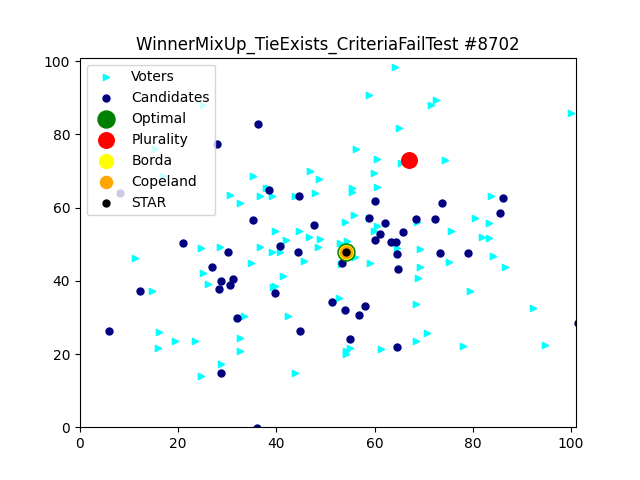 WinnerMixUp_TieExists_CriteriaFailTest #8702
100
80
60
40
20
0
0 20 40 60 80 100
Voters
Candidates
Optimal
Plurality
Borda
Copeland
STAR